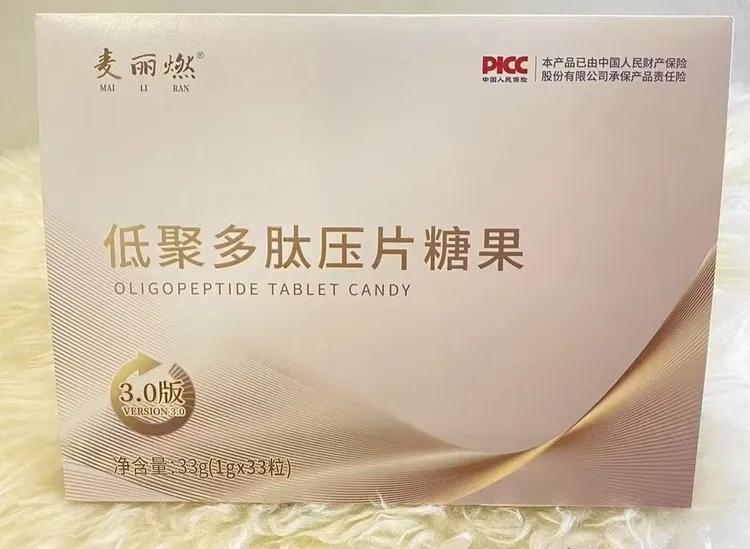 麦丽燃®
MAI LI RAN
PICC
中国人民保险
本产品已由中国人民财产保险
股份有限公司承保产品责任险
低聚多肽压片糖果
OLIGOPEPTIDE TABLET CANDY
3.0版
VERSION 3.0
净含量:33g(1gx33粒)